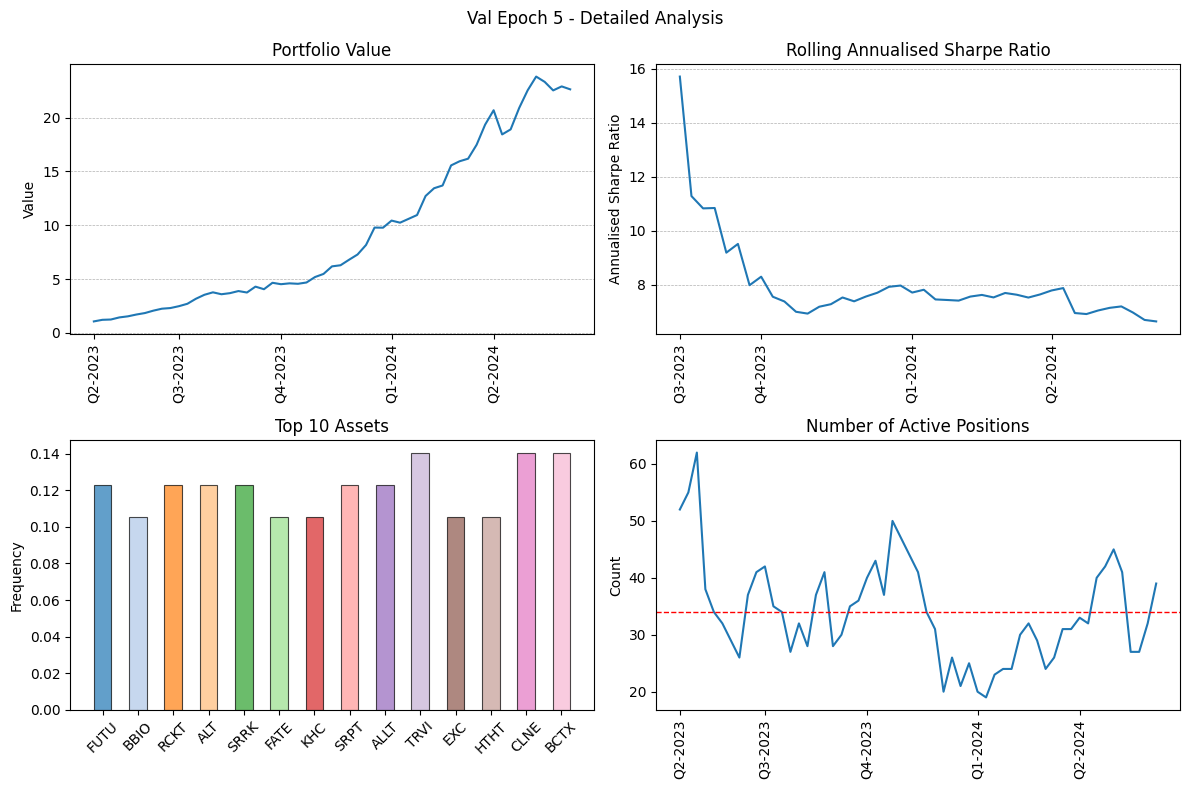 Val Epoch 5 - Detailed Analysis
Portfolio Value
Value
20
15
10
5
0
Q2-2023
Q3-2023
Q4-2023
Q1-2024
Q2-2024
Rolling Annualised Sharpe Ratio
Annualised Sharpe Ratio
16
14
12
10
8
Q3-2023
Q4-2023
Q1-2024
Q2-2024
Top 10 Assets
Frequency
0.14
0.12
0.10
0.08
0.06
0.04
0.02
0.00
FUTU
BBIO
RCKT
ALT
SRRK
FATE
KHC
SRPT
ALLT
TRVI
EXC
HTHT
CLNE
BCTX
Number of Active Positions
Count
60
50
40
30
20
Q2-2023
Q3-2023
Q4-2023
Q1-2024
Q2-2024